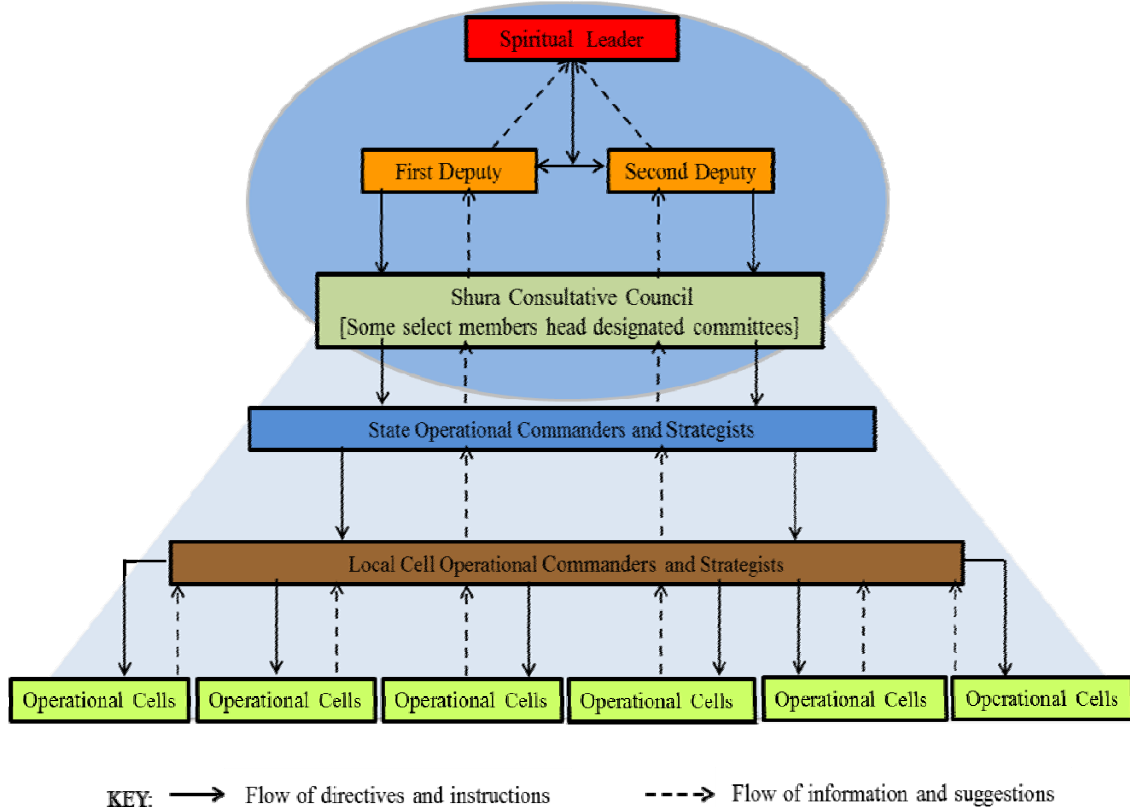 Spiritual Leader
First Deputy
Second Deputy
Shura Consultative Council
[Some select members head designated committees]
State Operational Commanders and Strategists
Local Cell Operational Commanders and Strategists
Operational Cells
Operational Cells
Operational Cells
Operational Cells
Operational Cells
Operational Cells
KEY:
Flow of directives and instructions
Flow of information and suggestions